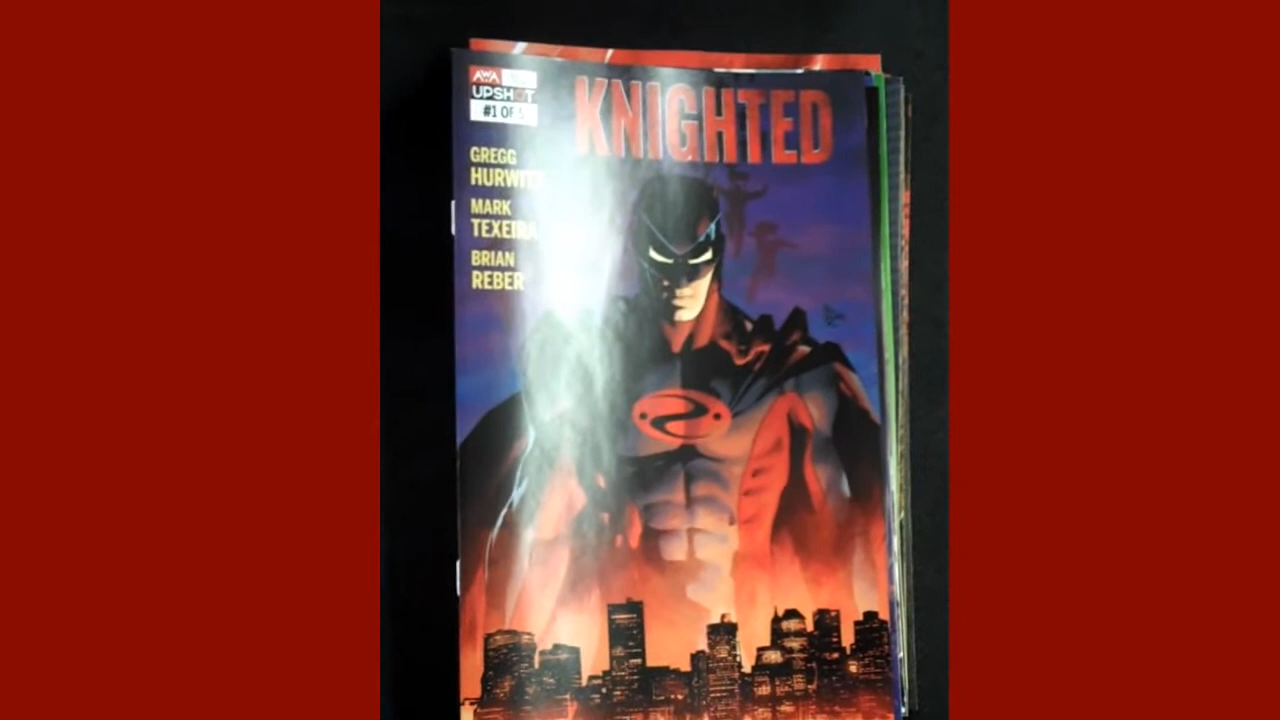 AWA
UPSHOT
#1 OF 5
KNIGHTED
GREGG
HURWITZ
MARK
TEXEIRA
BRIAN
REBER